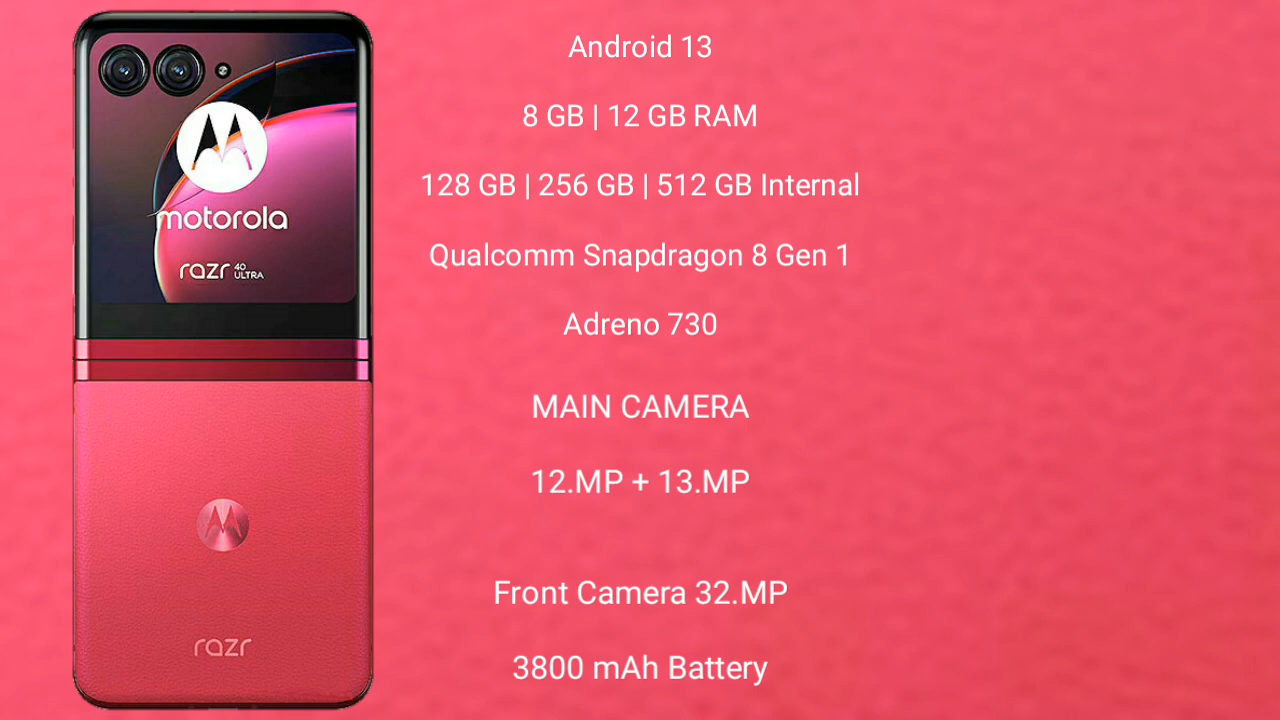 motorola
razr 40 ULTRA
razr
Android 13
8 GB | 12 GB RAM
128 GB | 256 GB | 512 GB Internal
Qualcomm Snapdragon 8 Gen 1
Adreno 730
MAIN CAMERA
12.MP + 13.MP
Front Camera 32.MP
3800 mAh Battery